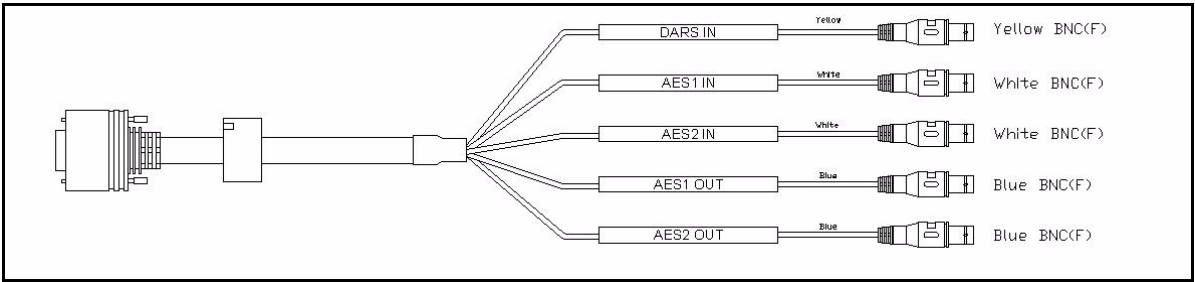 DARS IN Yellow Yellow BNC(F)
AES1 IN White White BNC(F)
AES2 IN White White BNC(F)
AES1 OUT Blue Blue BNC(F)
AES2 OUT Blue Blue BNC(F)